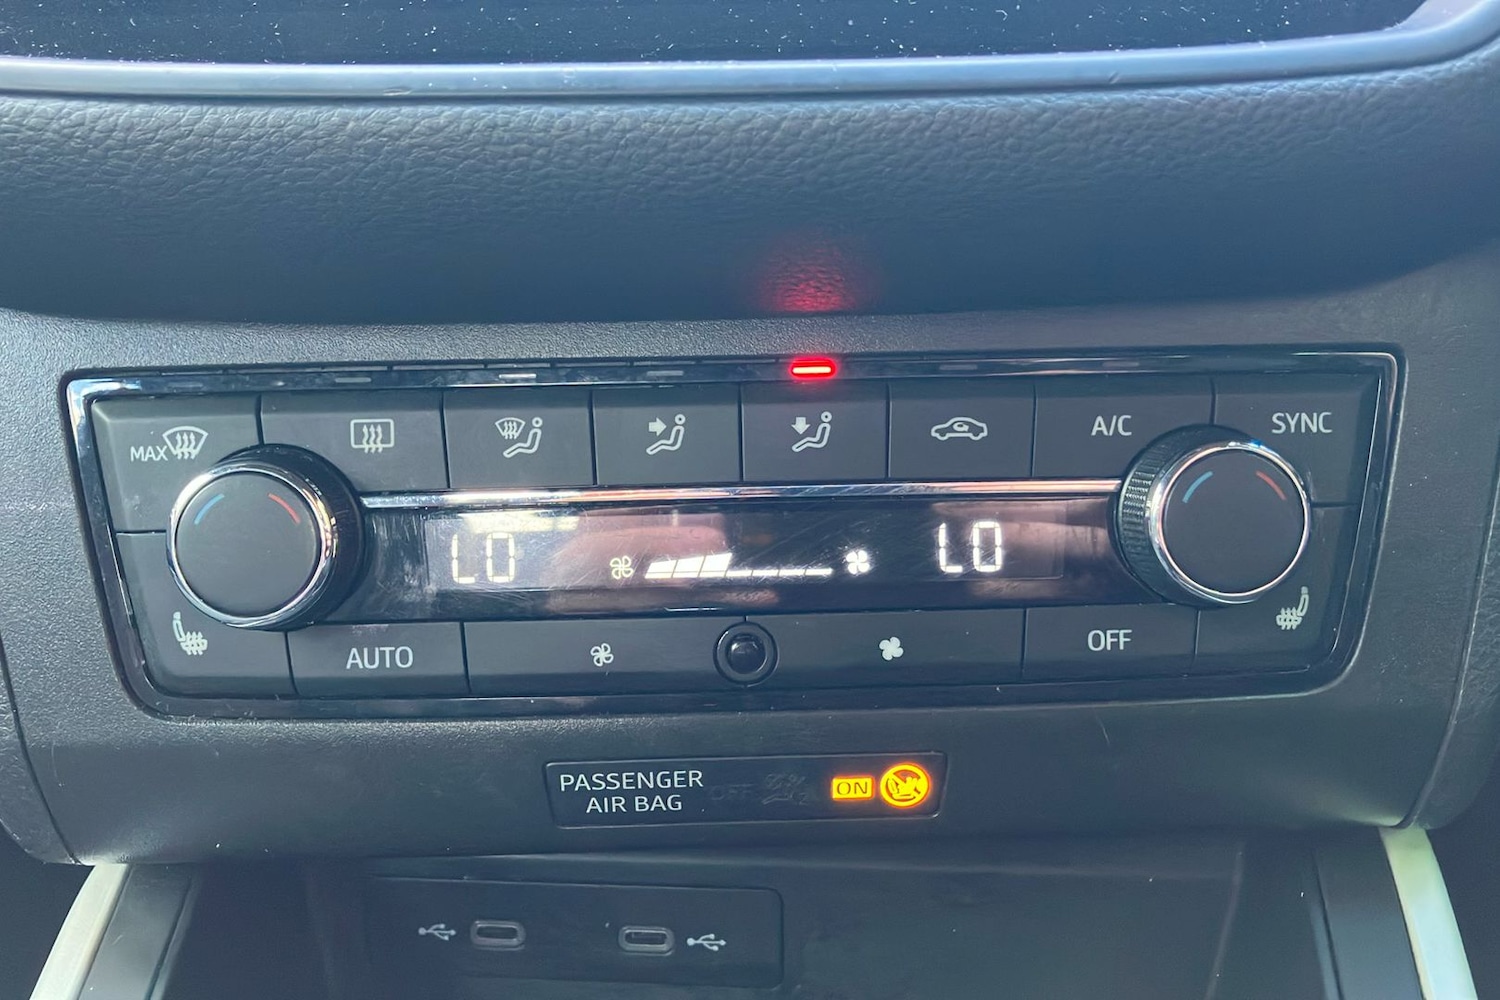 MAX
A/C
SYNC
LO
LO
AUTO
OFF
PASSENGER
AIR BAG
OFF
ON